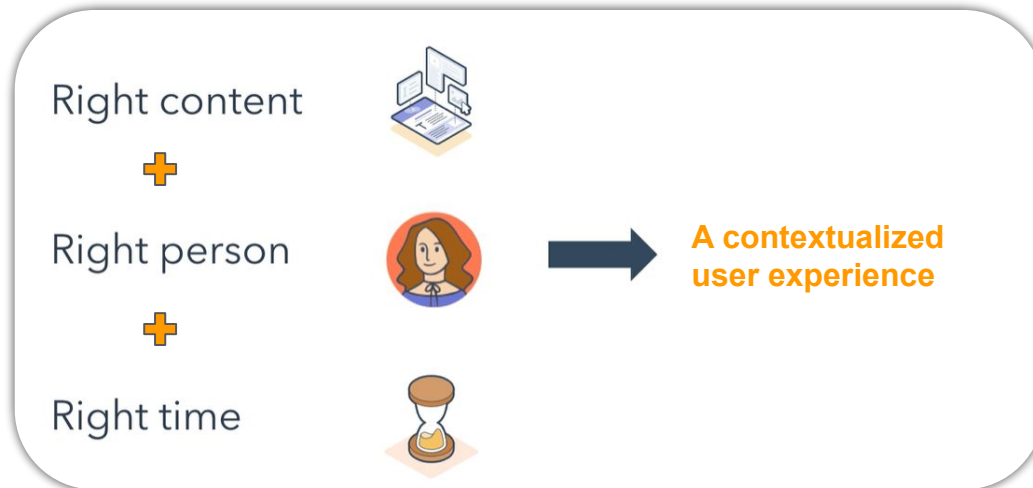 Right content
Right person
A contextualized
user experience
Right time